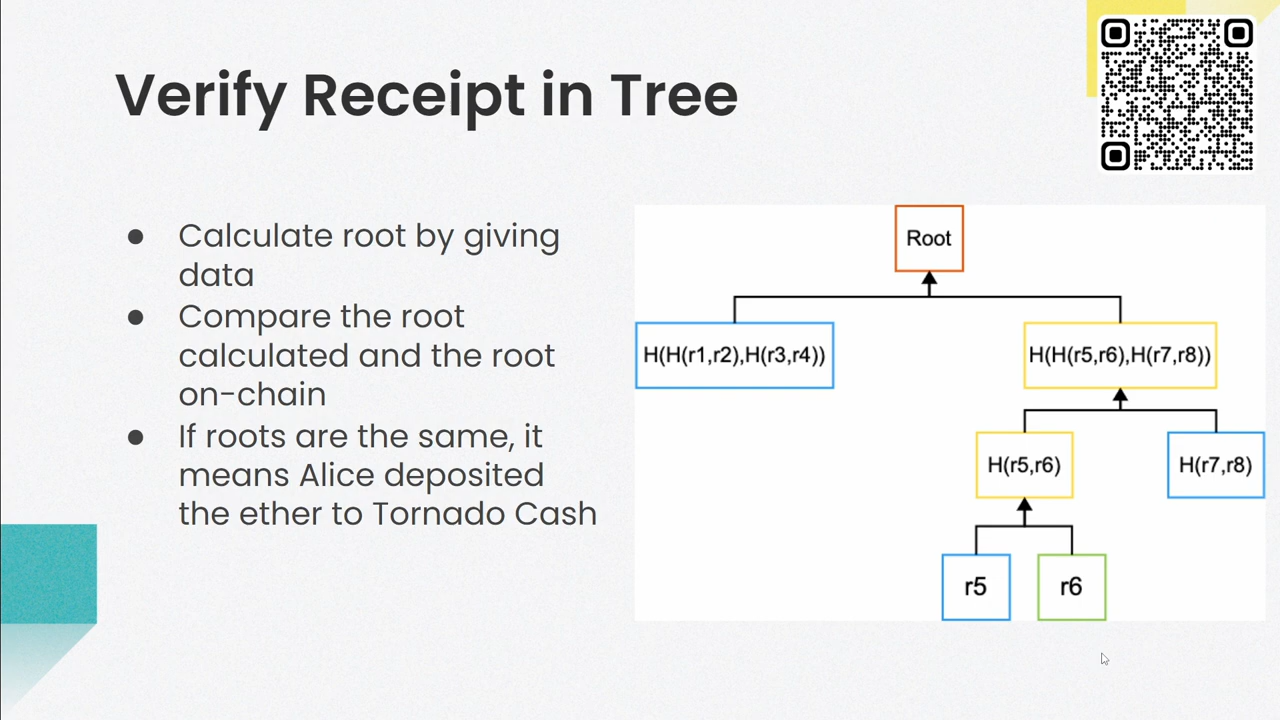 Verify Receipt in Tree
● Calculate root by giving
data
● Compare the root
calculated and the root
on-chain
● If roots are the same, it
means Alice deposited
the ether to Tornado Cash
Root
H(H(r1,r2),H(r3,r4))
H(H(r5,r6),H(r7,r8))
H(r5,r6)
H(r7,r8)
r5
r6